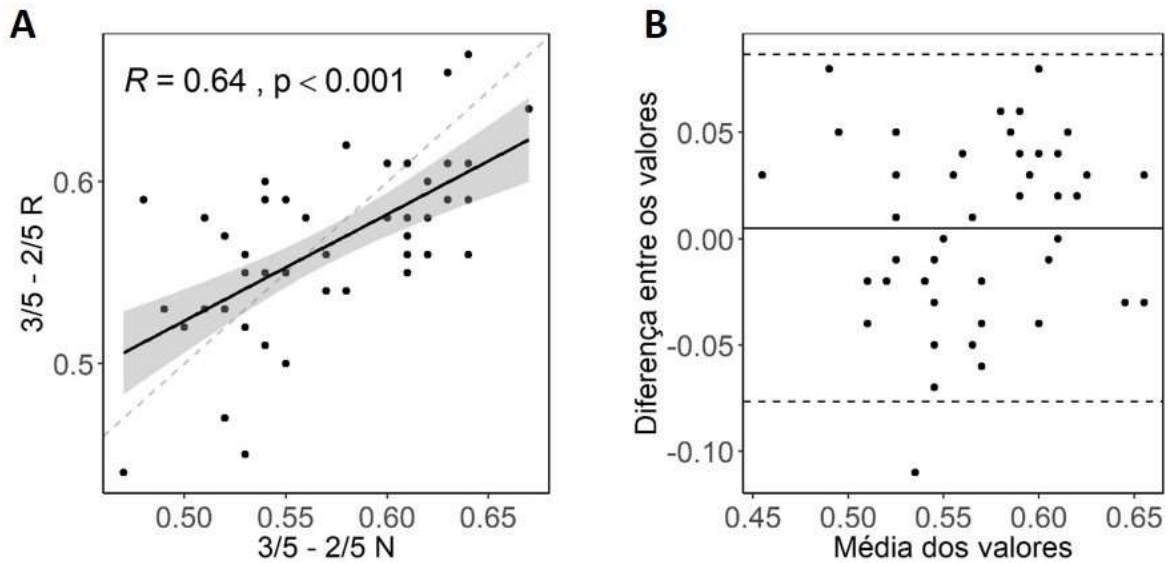 A
R = 0.64 , p < 0.001
3/5 - 2/5 R
0.6
0.5
0.50 0.55 0.60 0.65
3/5 - 2/5 N
B
Diferença entre os valores
0.05
0.00
-0.05
-0.10
0.45 0.50 0.55 0.60 0.65
Média dos valores